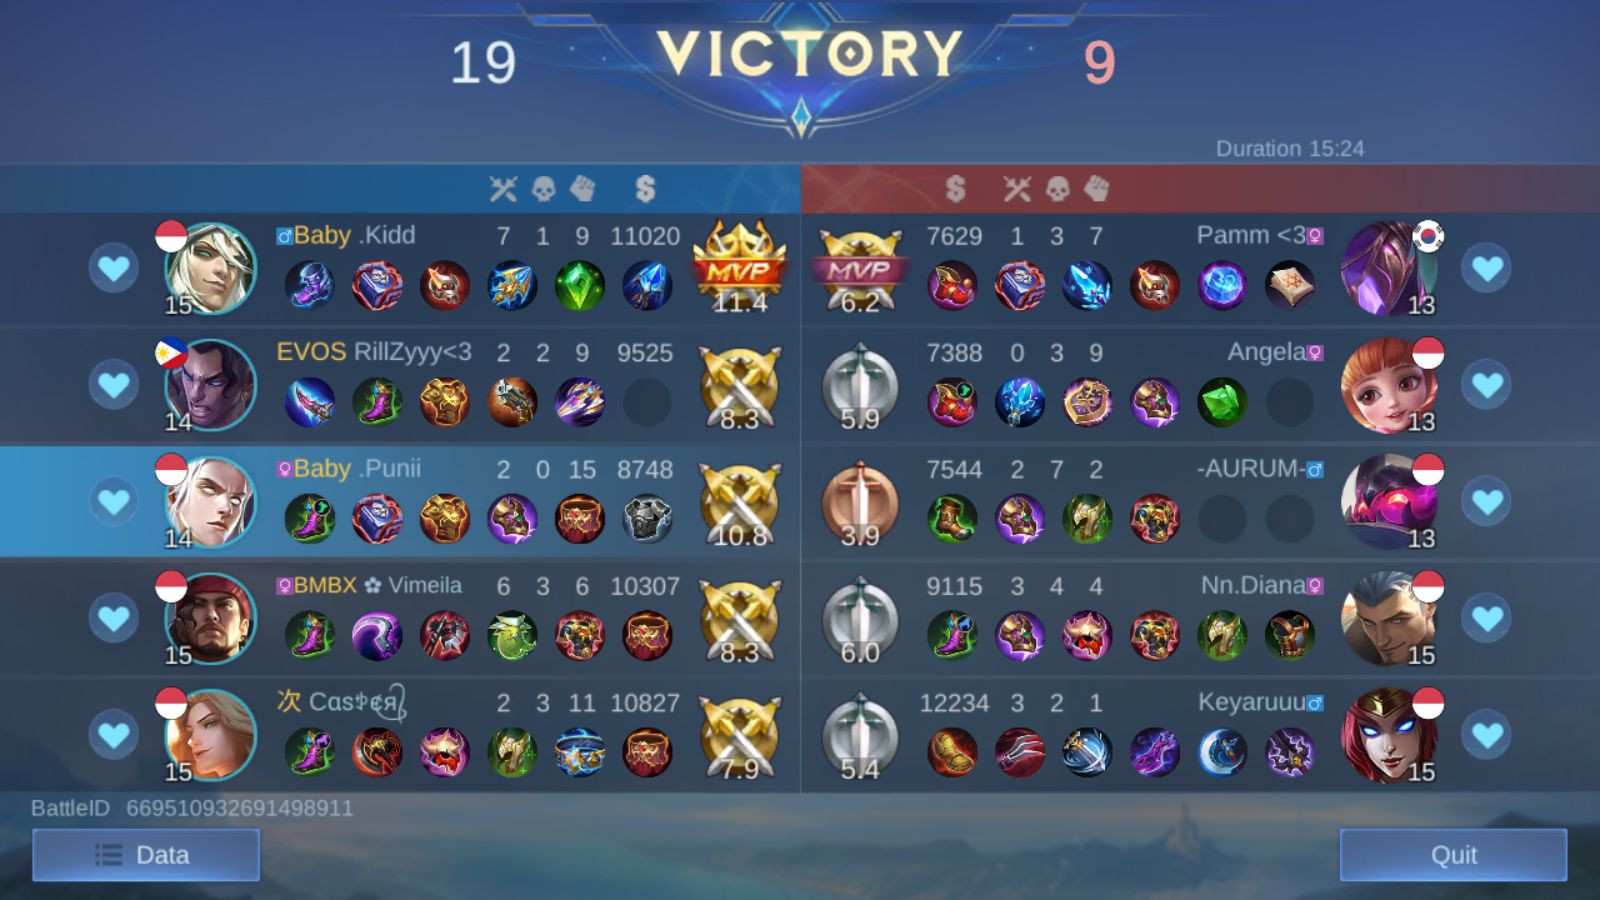 19 VICTORY 9
Duration 15:24
Baby .Kidd 7 1 9 11020 MVP 11.4 15
MVP 6.2 7629 1 3 7 Pamm <3 13
EVOS RillZyyy<3 2 2 9 9525 8.3 14
5.9 7388 0 3 9 Angela 13
Baby .Punii 2 0 15 8748 10.8 14
3.9 7544 2 7 2 -AURUM- 13
BMBX ✿ Vimeila 6 3 6 10307 8.3 15
6.0 9115 3 4 4 Nn.Diana 15
次 2 3 11 10827 7.9 15
5.4 12234 3 2 1 Keyaruuu 15
BattleID 669510932691498911
Data
Quit